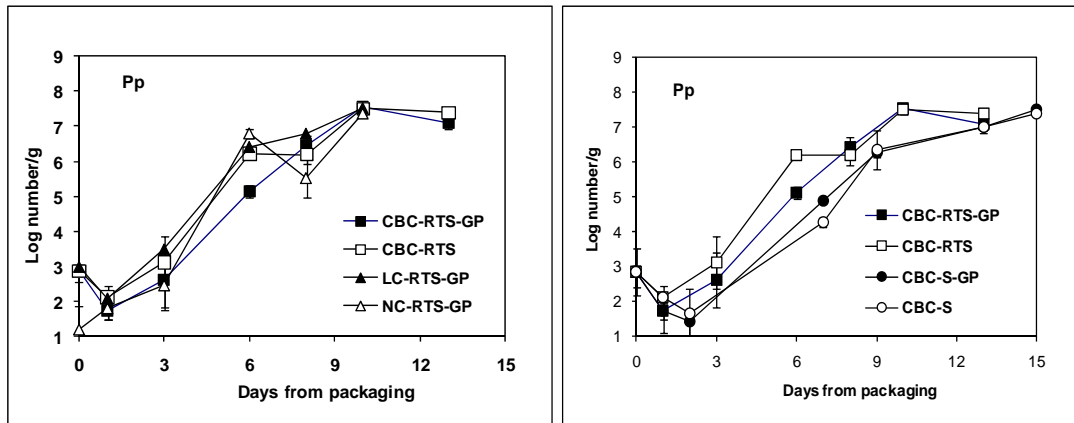 9
8
7
6
5
4
3
2
1
Log number/g
Pp
CBC-RTS-GP
CBC-RTS
LC-RTS-GP
NC-RTS-GP
0 3 6 9 12 15
Days from packaging
9
8
7
6
5
4
3
2
1
Log number/g
Pp
CBC-RTS-GP
CBC-RTS
CBC-S-GP
CBC-S
0 3 6 9 12 15
Days from packaging